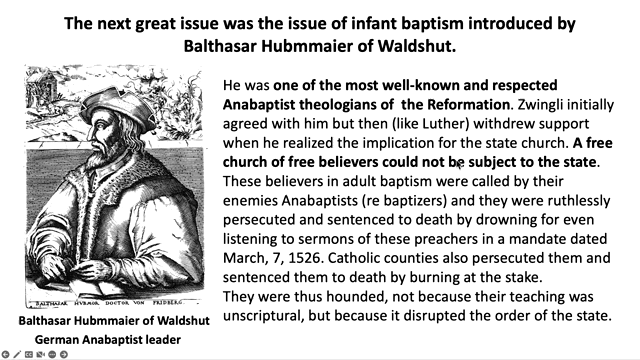 The next great issue was the issue of infant baptism introduced by
Balthasar Hubmmaier of Waldshut.
He was one of the most well-known and respected
Anabaptist theologians of the Reformation. Zwingli initially
agreed with him but then (like Luther) withdrew support
when he realized the implication for the state church. A free
church of free believers could not be subject to the state.
These believers in adult baptism were called by their
enemies Anabaptists (re baptizers) and they were ruthlessly
persecuted and sentenced to death by drowning for even
listening to sermons of these preachers in a mandate dated
March, 7, 1526. Catholic counties also persecuted them and
sentenced them to death by burning at the stake.
They were thus hounded, not because their teaching was
unscriptural, but because it disrupted the order of the state.
BALTHASAR HVBMOR DOCTOR VON FRIDBERG
Balthasar Hubmmaier of Waldshut
German Anabaptist leader